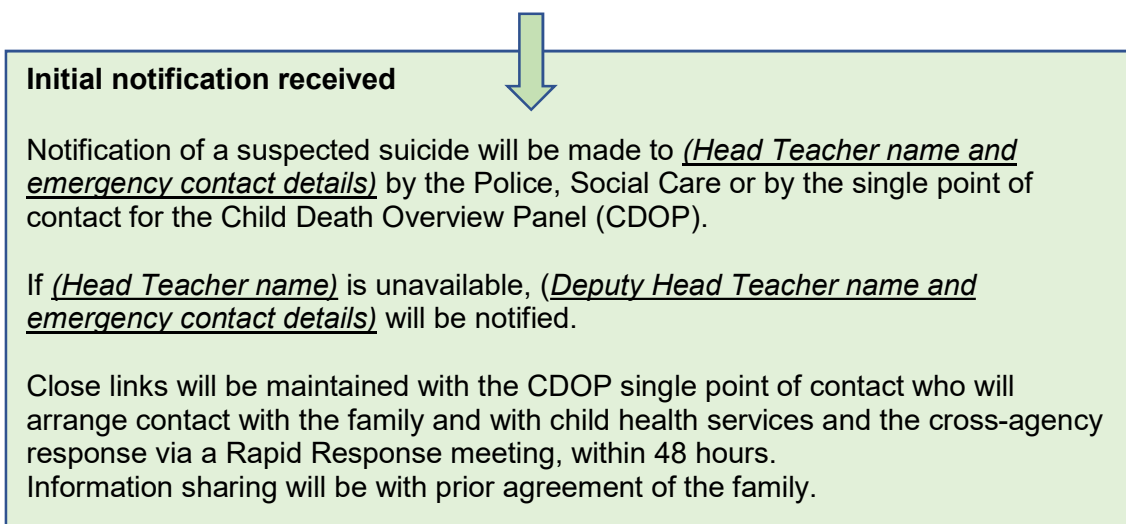 Initial notification received
Notification of a suspected suicide will be made to (Head Teacher name and
emergency contact details) by the Police, Social Care or by the single point of
contact for the Child Death Overview Panel (CDOP).
If (Head Teacher name) is unavailable, (Deputy Head Teacher name and
emergency contact details) will be notified.
Close links will be maintained with the CDOP single point of contact who will
arrange contact with the family and with child health services and the cross-agency
response via a Rapid Response meeting, within 48 hours.
Information sharing will be with prior agreement of the family.